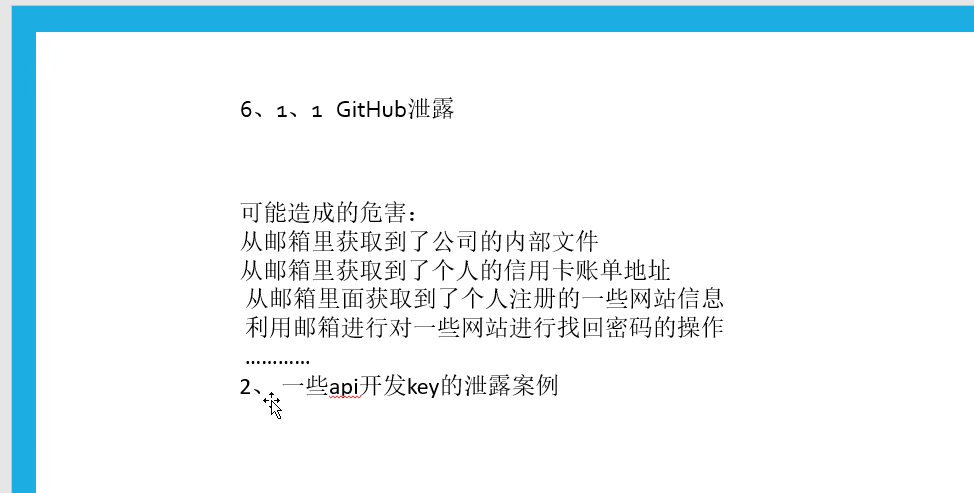 6、1、1 GitHub泄露
可能造成的危害：
从邮箱里获取到了公司的内部文件
从邮箱里获取到了个人的信用卡账单地址
从邮箱里面获取到了个人注册的一些网站信息
利用邮箱进行对一些网站进行找回密码的操作
…………
2、 一些api开发key的泄露案例